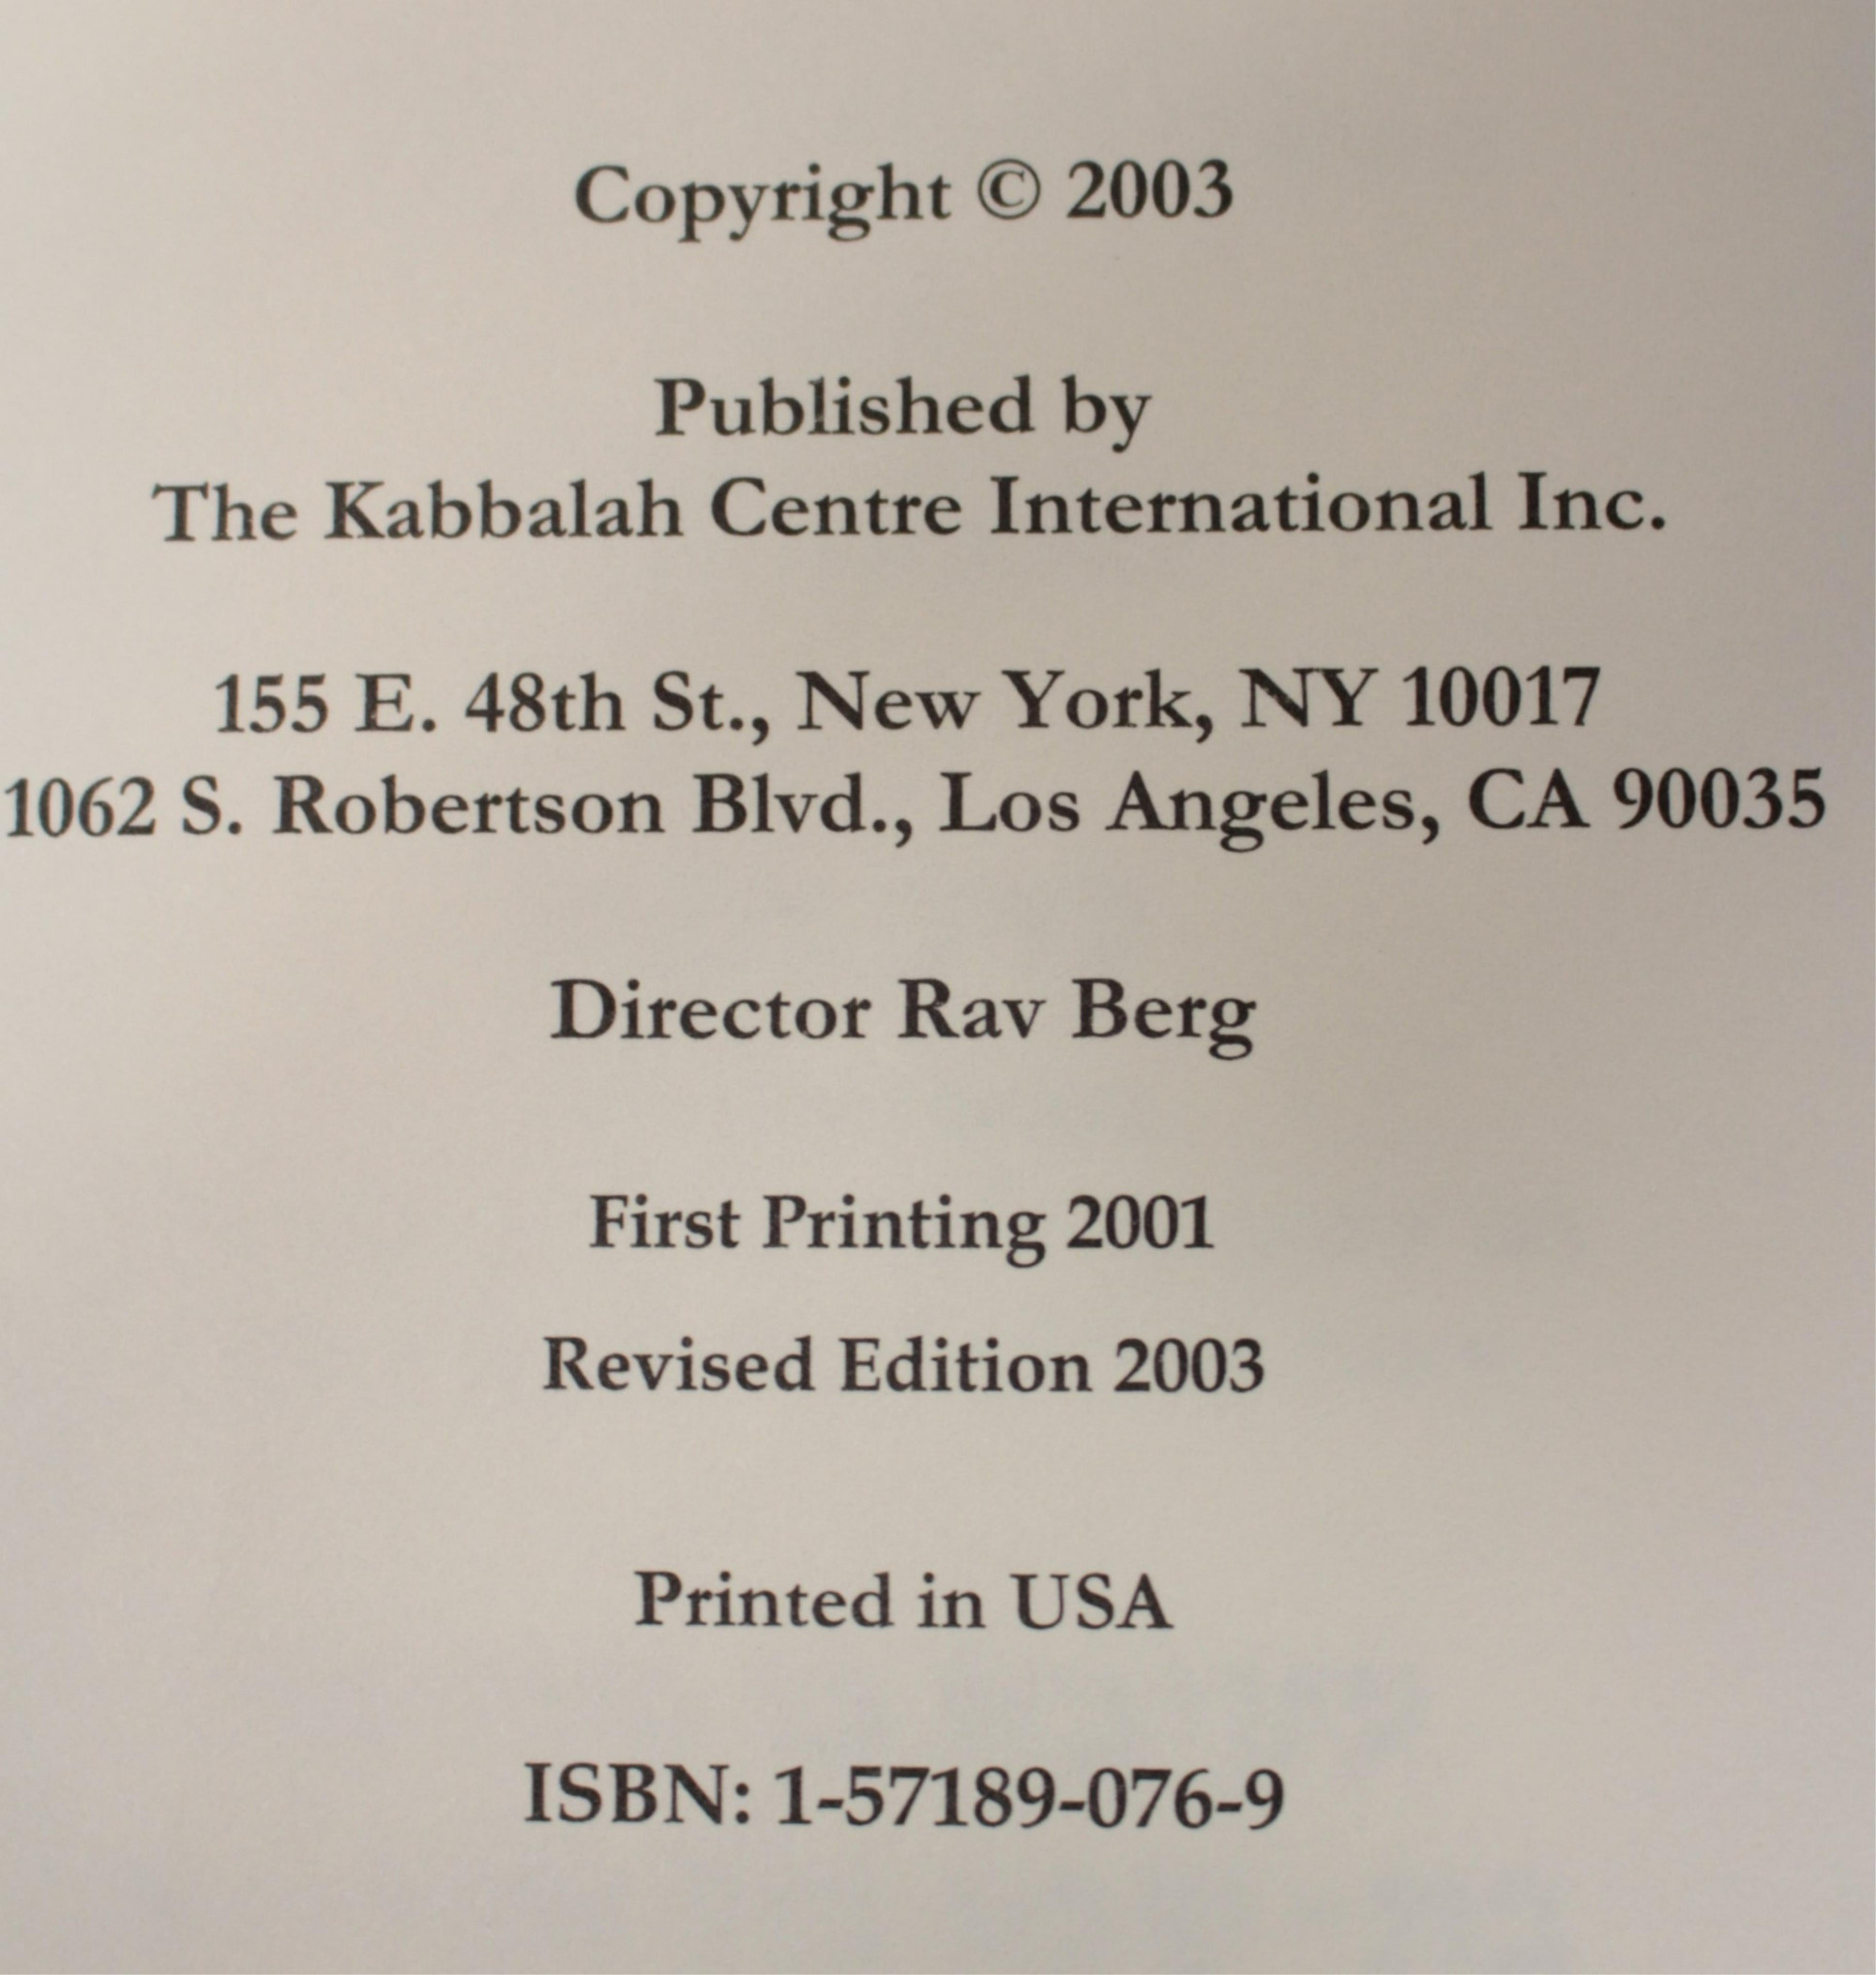 Copyright © 2003
Published by
The Kabbalah Centre International Inc.
155 E. 48th St., New York, NY 10017
1062 S. Robertson Blvd., Los Angeles, CA 90035
Director Rav Berg
First Printing 2001
Revised Edition 2003
Printed in USA
ISBN: 1-57189-076-9